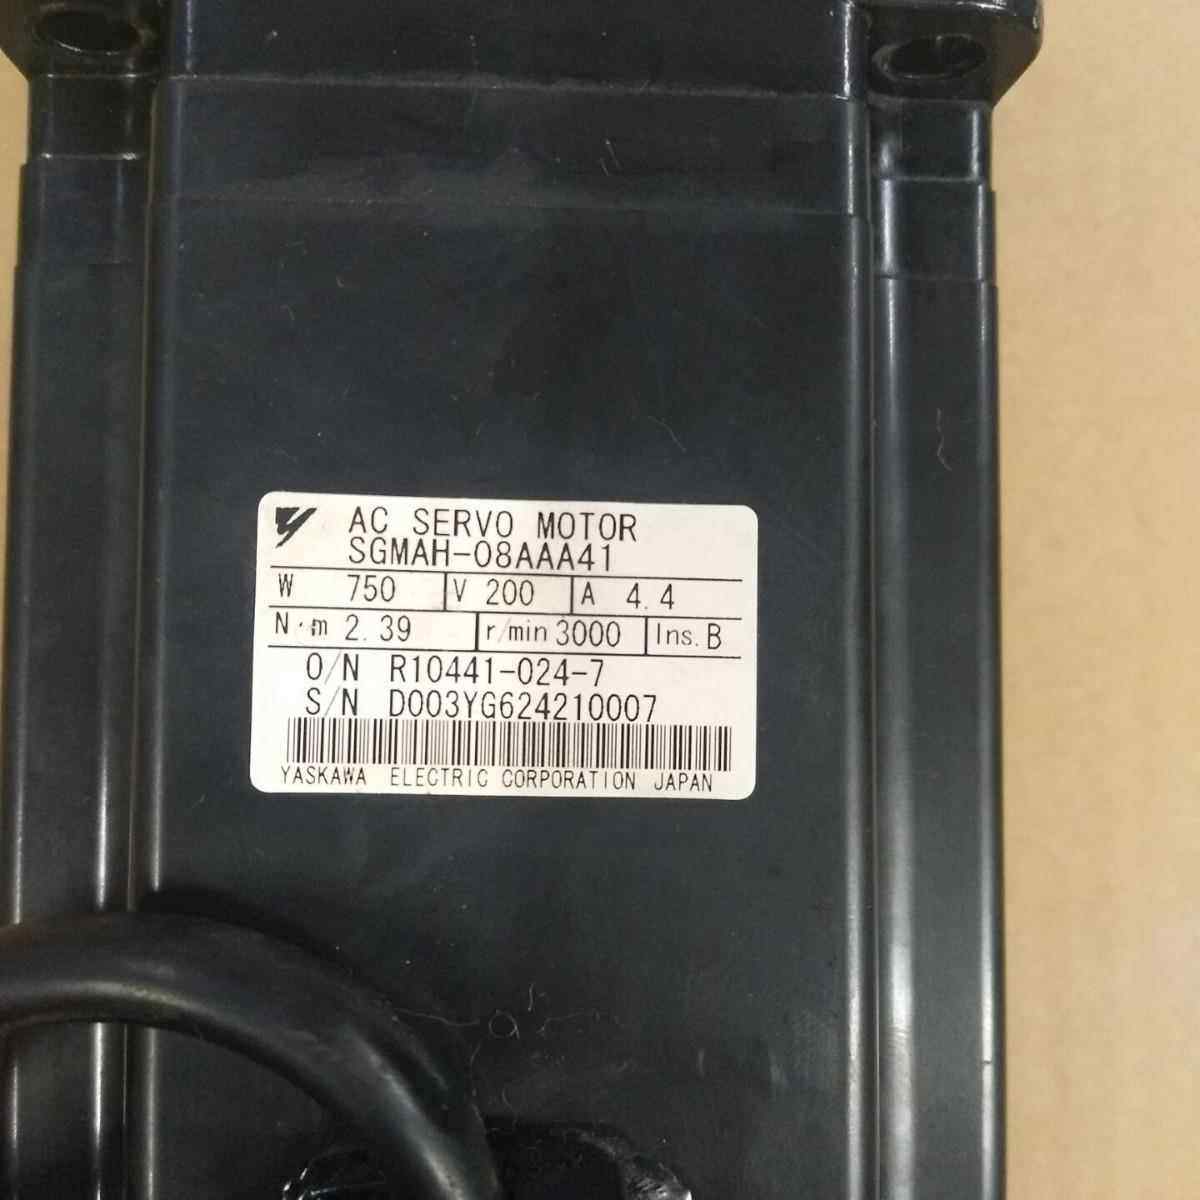 AC SERVO MOTOR
SGMAH-08AAA41
W 750 V 200 A 4.4
N·m 2.39 r/min 3000 Ins. B
O/N R10441-024-7
S/N D003YG624210007
YASKAWA ELECTRIC CORPORATION JAPAN